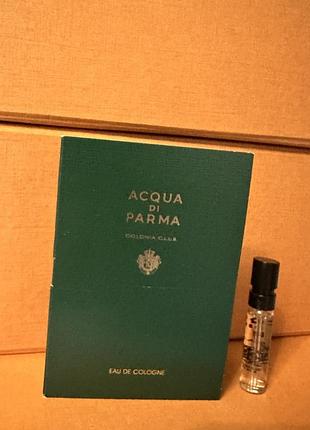 ACQUA
DI
PARMA
COLONIA C.L.U.B.
EAU DE COLOGNE